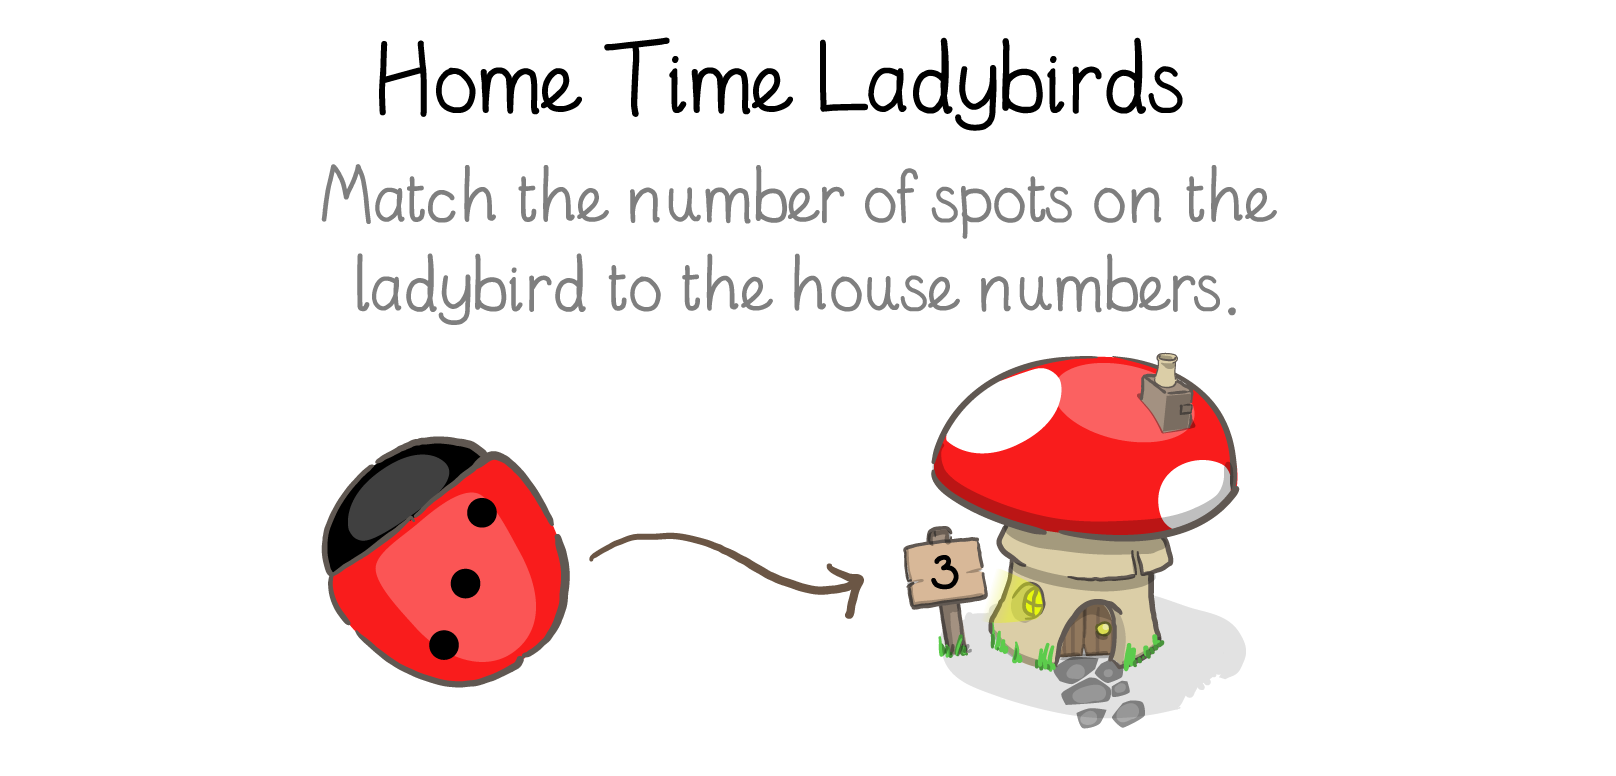 Home Time Ladybirds
Match the number of spots on the
ladybird to the house numbers.
3